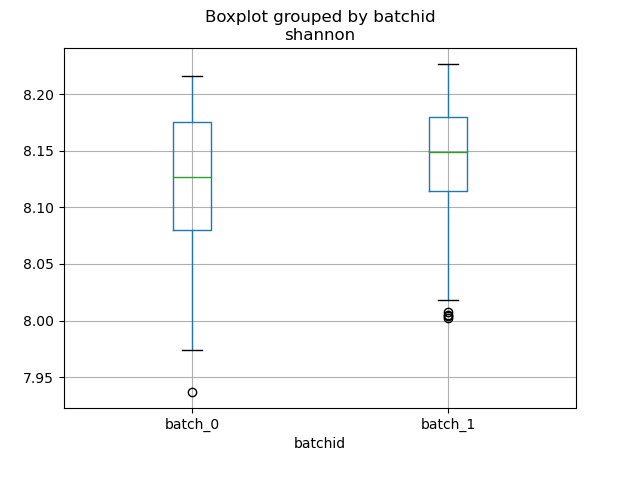 Boxplot grouped by batchid
shannon
8.20
8.15
8.10
8.05
8.00
7.95
batch_0
batch_1
batchid